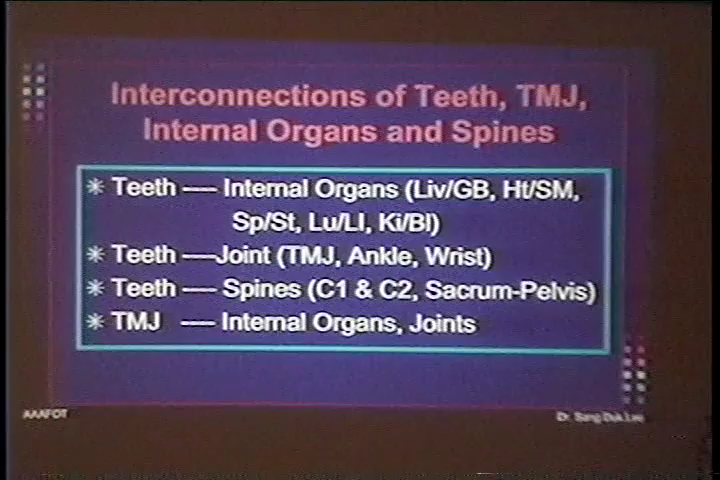 Interconnections of Teeth, TMJ,
Internal Organs and Spines
✳ Teeth —– Internal Organs (Liv/GB, Ht/SM,
Sp/St, Lu/LI, Ki/Bl)
✳ Teeth —–Joint (TMJ, Ankle, Wrist)
✳ Teeth —– Spines (C1 & C2, Sacrum-Pelvis)
✳ TMJ —– Internal Organs, Joints
AAAFOT
Dr. Sang Duk Lee